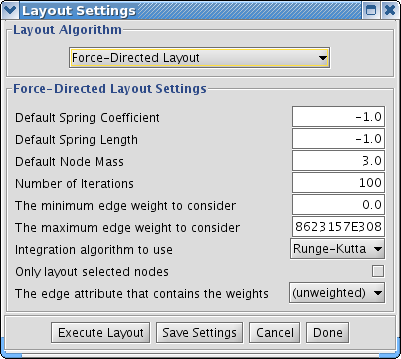 Layout Settings
Layout Algorithm
Force-Directed Layout
Force-Directed Layout Settings
Default Spring Coefficient -1.0
Default Spring Length -1.0
Default Node Mass 3.0
Number of Iterations 100
The minimum edge weight to consider 0.0
The maximum edge weight to consider 8623157E308
Integration algorithm to use Runge-Kutta
Only layout selected nodes
The edge attribute that contains the weights (unweighted)
Execute Layout Save Settings Cancel Done